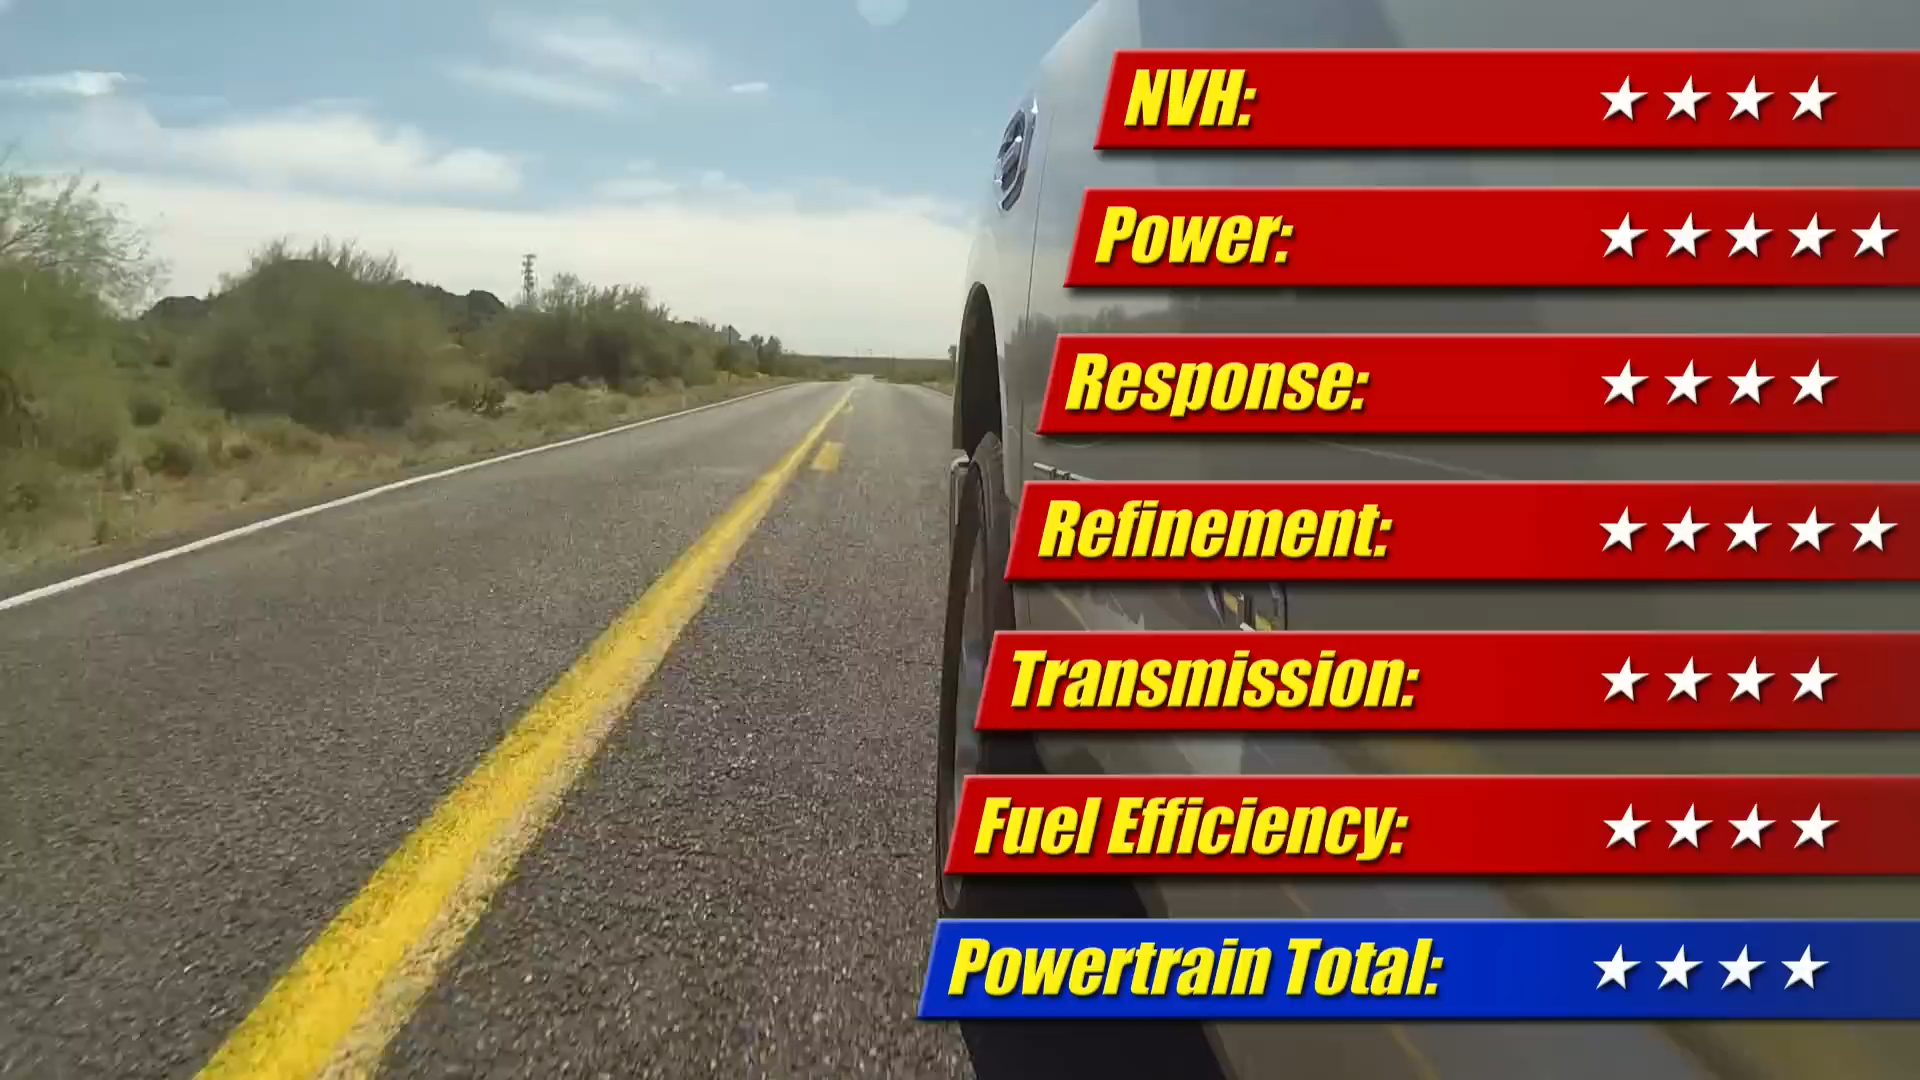 NVH: ★ ★ ★ ★
Power: ★ ★ ★ ★ ★
Response: ★ ★ ★ ★
Refinement: ★ ★ ★ ★ ★
Transmission: ★ ★ ★ ★
Fuel Efficiency: ★ ★ ★ ★
Powertrain Total: ★ ★ ★ ★